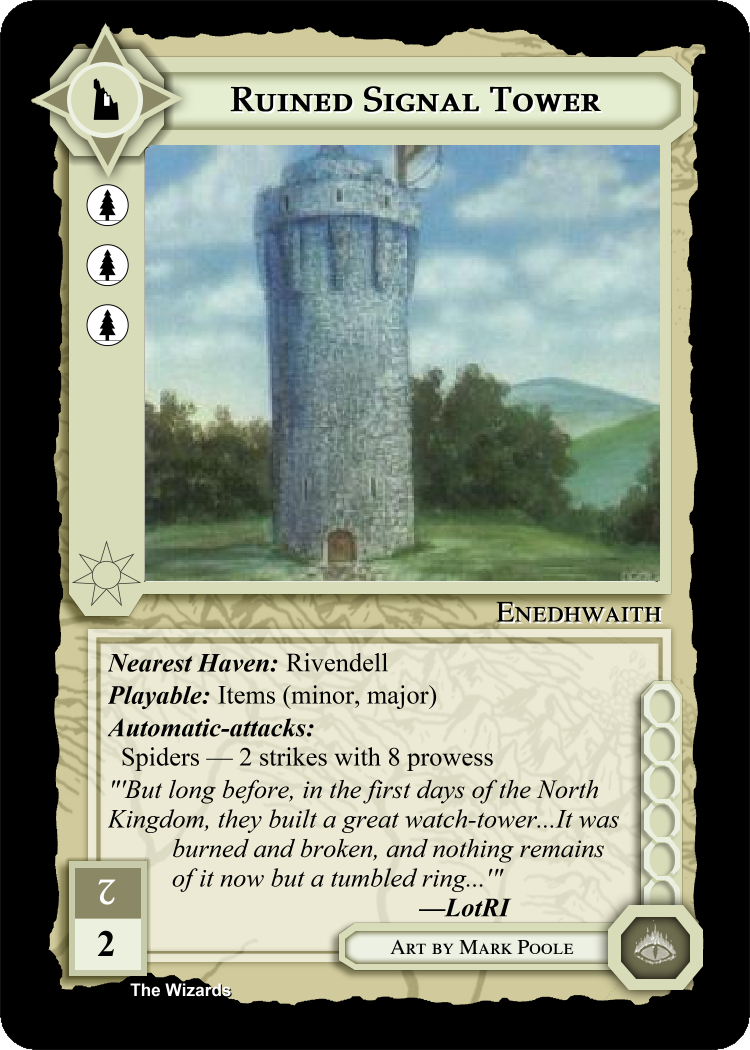 Ruined Signal Tower
Enedhwaith
Nearest Haven: Rivendell
Playable: Items (minor, major)
Automatic-attacks:
Spiders — 2 strikes with 8 prowess
"'But long before, in the first days of the North
Kingdom, they built a great watch-tower...It was
burned and broken, and nothing remains
of it now but a tumbled ring...'"
—LotRI
2
Art by Mark Poole
The Wizards